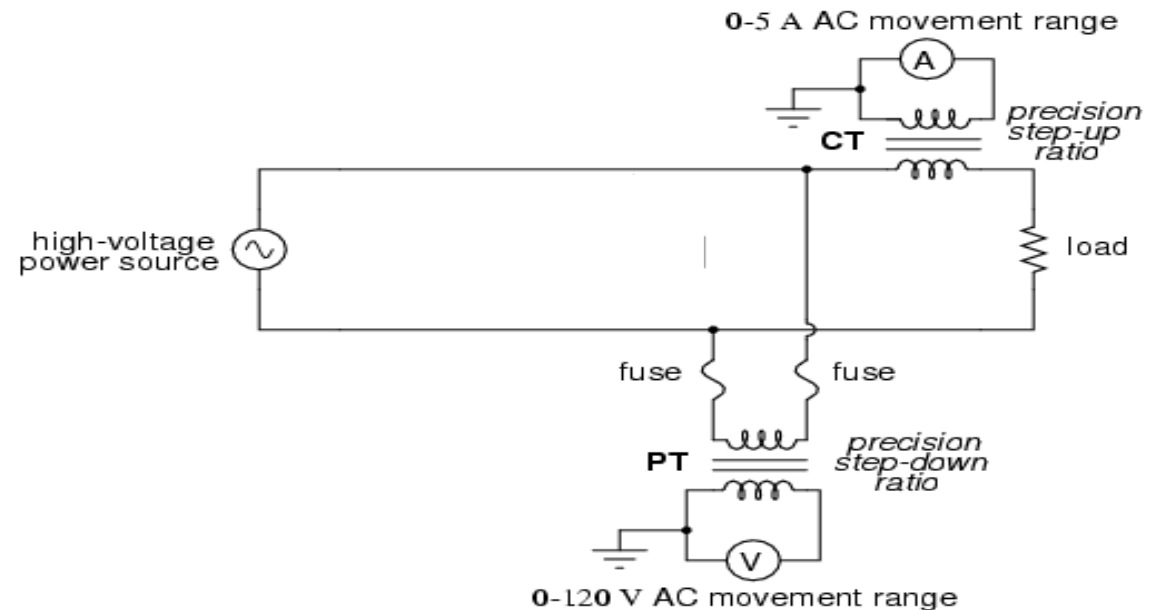 0-5 A AC movement range
A
precision
step-up
ratio
CT
high-voltage
power source
load
fuse
fuse
PT
precision
step-down
ratio
V
0-120 V AC movement range